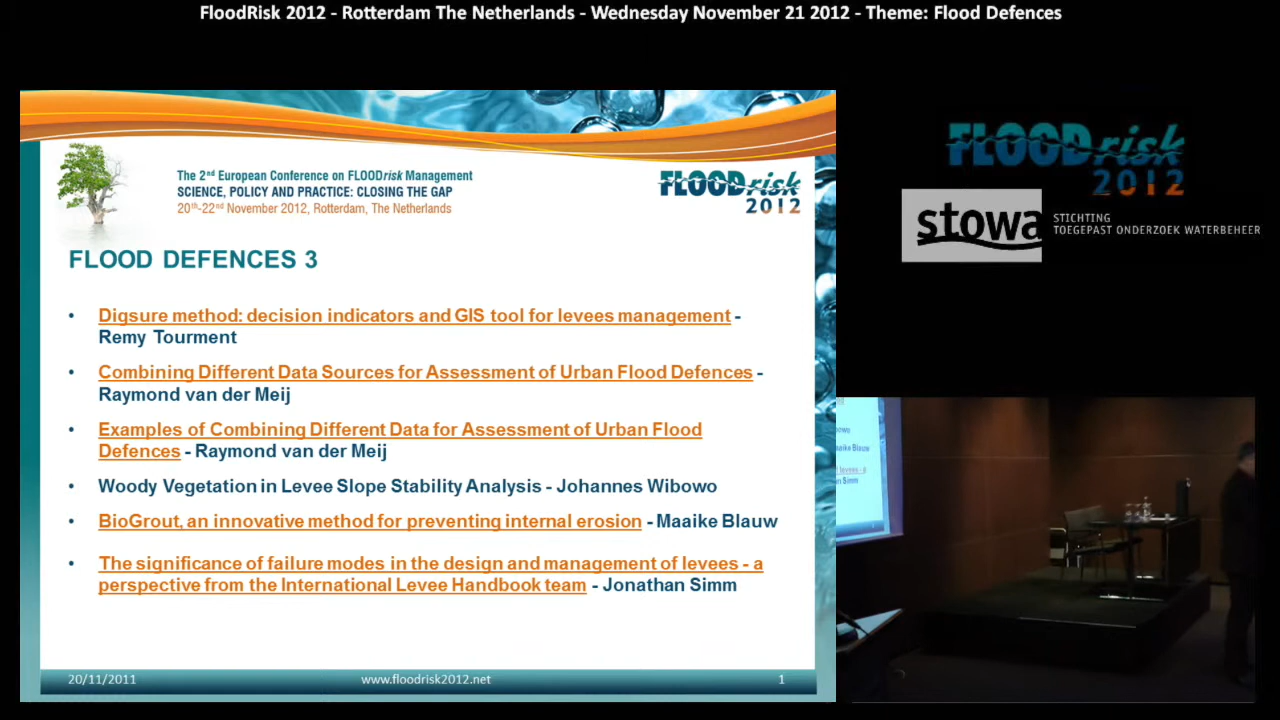 FloodRisk 2012 - Rotterdam The Netherlands - Wednesday November 21 2012 - Theme: Flood Defences
The 2nd European Conference on FLOODrisk Management
SCIENCE, POLICY AND PRACTICE: CLOSING THE GAP
20th-22nd November 2012, Rotterdam, The Netherlands
FLOODrisk
2012
FLOOD DEFENCES 3
• Digsure method: decision indicators and GIS tool for levees management -
Remy Tourment
• Combining Different Data Sources for Assessment of Urban Flood Defences -
Raymond van der Meij
• Examples of Combining Different Data for Assessment of Urban Flood
Defences - Raymond van der Meij
• Woody Vegetation in Levee Slope Stability Analysis - Johannes Wibowo
• BioGrout, an innovative method for preventing internal erosion - Maaike Blauw
• The significance of failure modes in the design and management of levees - a
perspective from the International Levee Handbook team - Jonathan Simm
20/11/2011
www.floodrisk2012.net
1
FLOODrisk
2012
stowa
STICHTING
TOEGEPAST ONDERZOEK WATERBEHEER
Blauw
levees - a
Simm